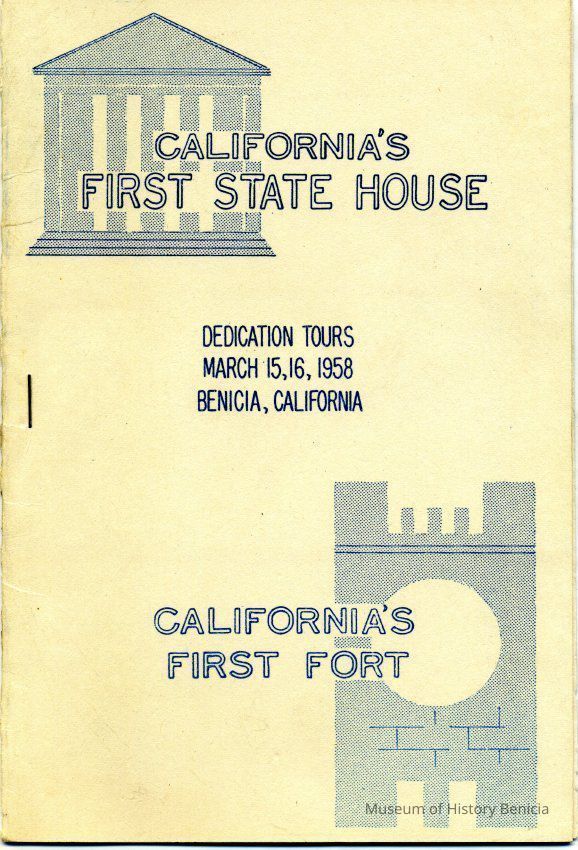 CALIFORNIA'S
FIRST STATE HOUSE
DEDICATION TOURS
MARCH 15,16, 1958
BENICIA, CALIFORNIA
CALIFORNIA'S
FIRST FORT
Museum of History Benicia